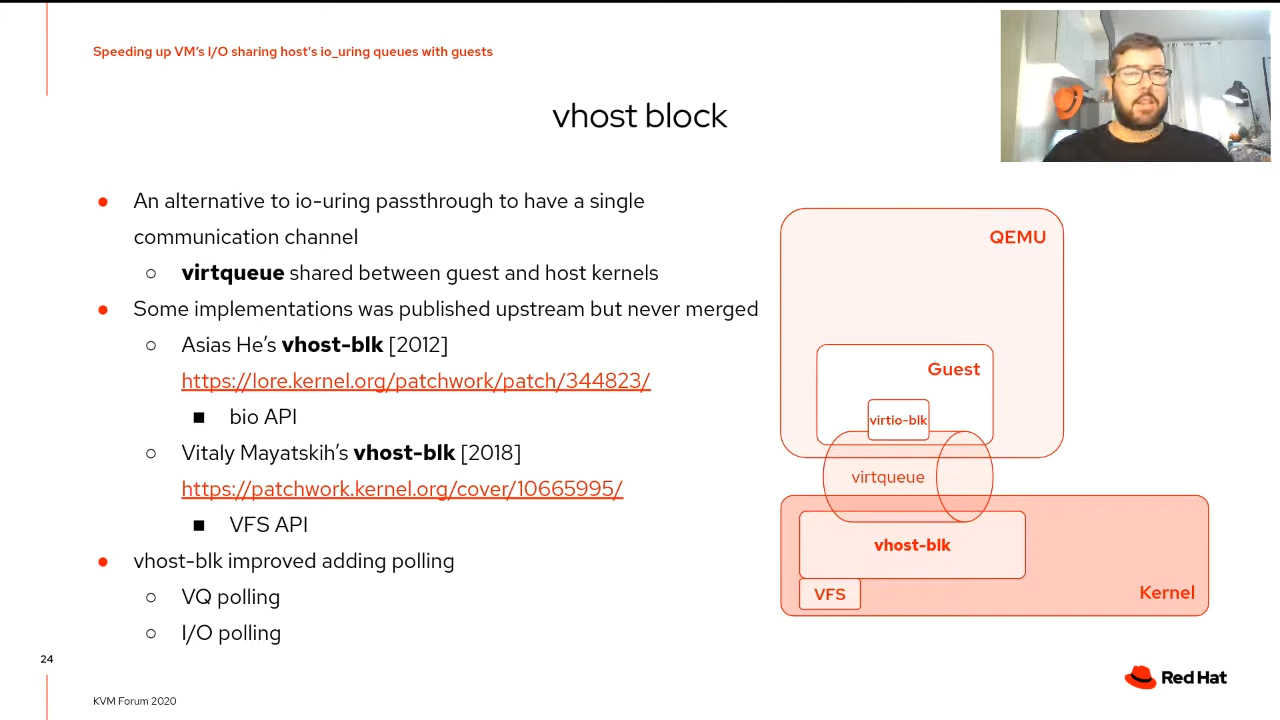 Speeding up VM's I/O sharing host's io_uring queues with guests
vhost block
● An alternative to io-uring passthrough to have a single
communication channel
○ virtqueue shared between guest and host kernels
● Some implementations was published upstream but never merged
○ Asias He's vhost-blk [2012]
https://lore.kernel.org/patchwork/patch/344823/
■ bio API
○ Vitaly Mayatskih's vhost-blk [2018]
https://patchwork.kernel.org/cover/10665995/
■ VFS API
● vhost-blk improved adding polling
○ VQ polling
○ I/O polling
QEMU
Guest
virtio-blk
virtqueue
vhost-blk
VFS
Kernel
24
KVM Forum 2020
Red Hat